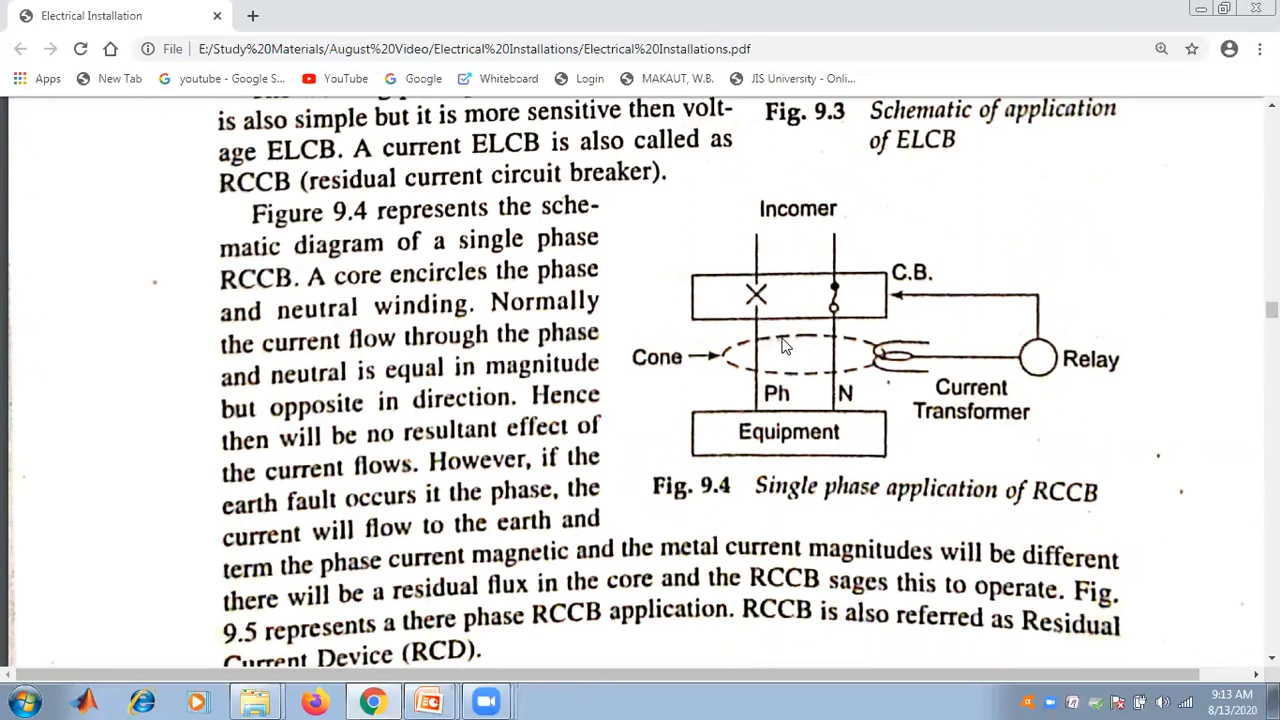 Electrical Installation
File | E:/Study%20Materials/August%20Video/Electrical%20Installations/Electrical%20Installations.pdf
Apps New Tab youtube - Google S... YouTube Google Whiteboard Login MAKAUT, W.B. JIS University - Onli...
is also simple but it is more sensitive then volt-
age ELCB. A current ELCB is also called as
RCCB (residual current circuit breaker).
Fig. 9.3 Schematic of application
of ELCB
Figure 9.4 represents the sche-
matic diagram of a single phase
RCCB. A core encircles the phase
and neutral winding. Normally
the current flow through the phase
and neutral is equal in magnitude
but opposite in direction. Hence
then will be no resultant effect of
the current flows. However, if the
earth fault occurs it the phase, the
current will flow to the earth and
Incomer
C.B.
Cone
Relay
Ph N
Current
Transformer
Equipment
Fig. 9.4 Single phase application of RCCB
term the phase current magnetic and the metal current magnitudes will be different
there will be a residual flux in the core and the RCCB sages this to operate. Fig.
9.5 represents a there phase RCCB application. RCCB is also referred as Residual
Current Device (RCD).
9:13 AM
8/13/2020